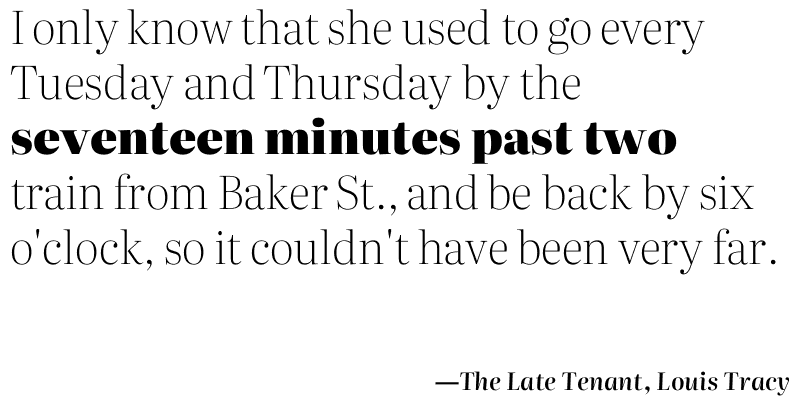 I only know that she used to go every
Tuesday and Thursday by the
seventeen minutes past two
train from Baker St., and be back by six
o'clock, so it couldn't have been very far.
—The Late Tenant, Louis Tracy